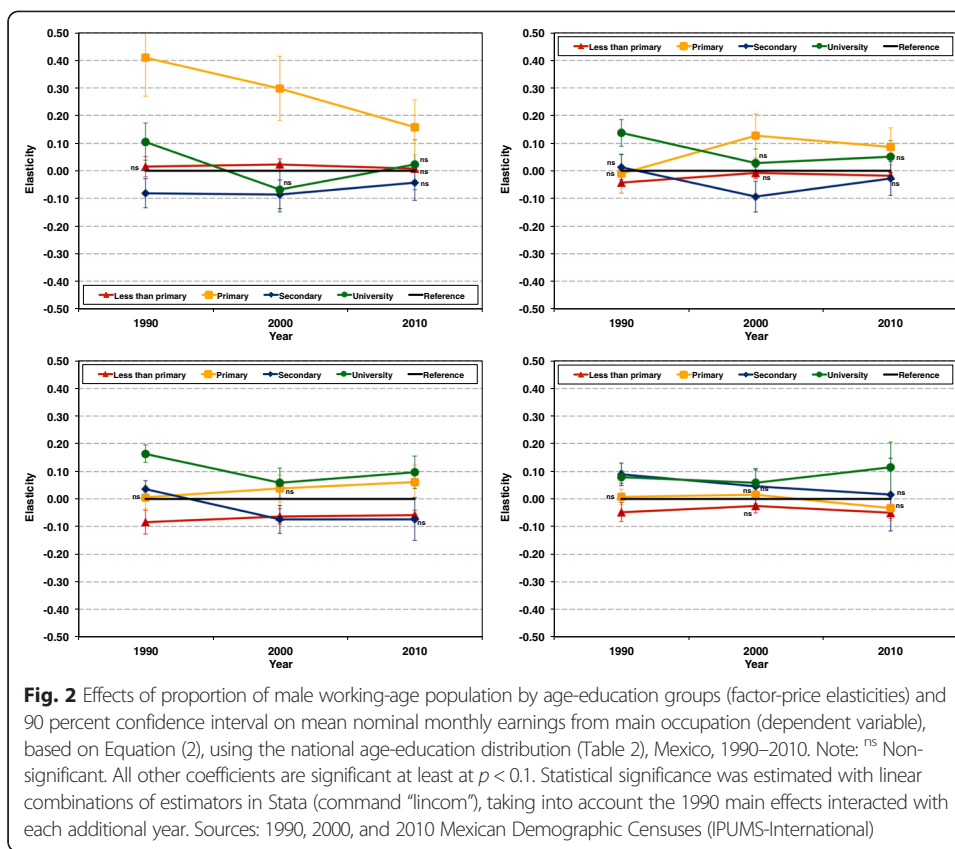 0.50
0.40
0.30
0.20
0.10
0.00
-0.10
-0.20
-0.30
-0.40
-0.50
Elasticity
ns
ns
ns
ns
ns
Less than primary Primary Secondary University Reference
1990 2000 2010
Year
0.50
0.40
0.30
0.20
0.10
0.00
-0.10
-0.20
-0.30
-0.40
-0.50
Elasticity
Less than primary Primary Secondary University Reference
ns
ns
ns
ns
ns
ns
1990 2000 2010
Year
0.50
0.40
0.30
0.20
0.10
0.00
-0.10
-0.20
-0.30
-0.40
-0.50
Elasticity
Less than primary Primary Secondary University Reference
ns
ns
ns
1990 2000 2010
Year
0.50
0.40
0.30
0.20
0.10
0.00
-0.10
-0.20
-0.30
-0.40
-0.50
Elasticity
Less than primary Primary Secondary University Reference
ns
ns
ns
ns
ns
ns
1990 2000 2010
Year
Fig. 2 Effects of proportion of male working-age population by age-education groups (factor-price elasticities) and
90 percent confidence interval on mean nominal monthly earnings from main occupation (dependent variable),
based on Equation (2), using the national age-education distribution (Table 2), Mexico, 1990–2010. Note: ns Non-
significant. All other coefficients are significant at least at p < 0.1. Statistical significance was estimated with linear
combinations of estimators in Stata (command "lincom"), taking into account the 1990 main effects interacted with
each additional year. Sources: 1990, 2000, and 2010 Mexican Demographic Censuses (IPUMS-International)